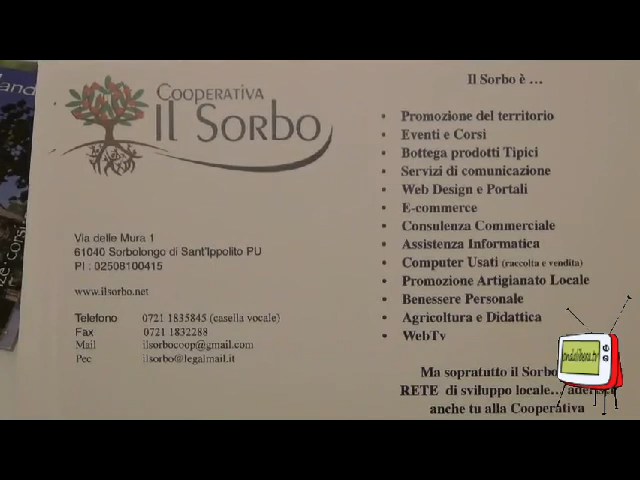 Cooperativa
Il Sorbo
Via delle Mura 1
61040 Sorbolongo di Sant'Ippolito PU
PI : 02508100415
www.ilsorbo.net
Telefono 0721 1835845 (casella vocale)
Fax 0721 1832288
Mail ilsorbocoop@gmail.com
Pec ilsorbo@legalmail.it
Il Sorbo è …
• Promozione del territorio
• Eventi e Corsi
• Bottega prodotti Tipici
• Servizi di comunicazione
• Web Design e Portali
• E-commerce
• Consulenza Commerciale
• Assistenza Informatica
• Computer Usati (raccolta e vendita)
• Promozione Artigianato Locale
• Benessere Personale
• Agricoltura e Didattica
• WebTv
Ma sopratutto il Sorbo
RETE di sviluppo locale… aderisci
anche tu alla Cooperativa